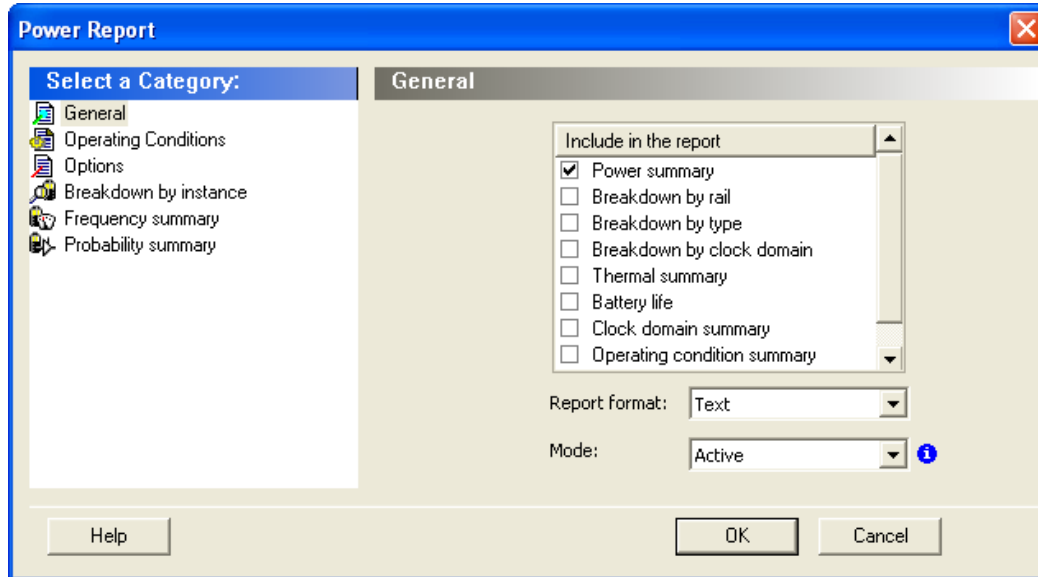 Power Report
Select a Category:
General
Operating Conditions
Options
Breakdown by instance
Frequency summary
Probability summary
General
Include in the report
Power summary
Breakdown by rail
Breakdown by type
Breakdown by clock domain
Thermal summary
Battery life
Clock domain summary
Operating condition summary
Report format: Text
Mode: Active
Help
OK
Cancel